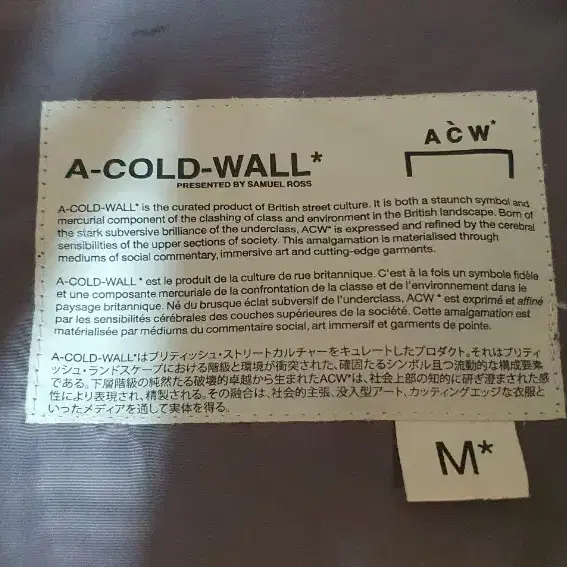 A-COLD-WALL*
PRESENTED BY SAMUEL ROSS
ACW*
A-COLD-WALL* is the curated product of British street culture. It is both a staunch symbol and
mercurial component of the clashing of class and environment in the British landscape. Born of
the stark subversive brilliance of the underclass, ACW* is expressed and refined by the cerebral
sensibilities of the upper sections of society. This amalgamation is materialised through
mediums of social commentary, immersive art and cutting-edge garments.
A-COLD-WALL * est le produit de la culture de rue britannique. C'est à la fois un symbole fidèle
et une composante mercuriale de la confrontation de la classe et de l'environnement dans le
paysage britannique. Né du brusque éclat subversif de l'underclass, ACW * est exprimé et affiné
par les sensibilités cérébrales des couches supérieures de la société. Cette amalgamation est
matérialisée par médiums du commentaire social, art immersif et garments de pointe.
A-COLD-WALL*はブリティッシュ・ストリートカルチャーをキュレートしたプロダクト。それはブリティ
ッシュ・ランドスケープにおける階級と環境が衝突された、確固たるシンボル且つ流動的な構成要素
である。下層階級の純然たる破壊的卓越から生まれたACW*は、社会上部の知的に研ぎ澄まされた感
性により表現され、精製される。その融合は、社会的主張、没入型アート、カッティングエッジな衣服と
いったメディアを通して実体を得る。
M*